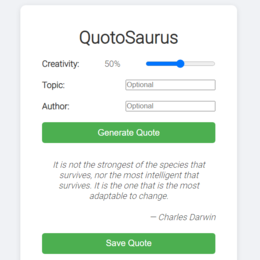 QuotoSaurus
Creativity: 50%
Topic: Optional
Author: Optional
Generate Quote
It is not the strongest of the species that
survives, nor the most intelligent that
survives. It is the one that is the most
adaptable to change.
— Charles Darwin
Save Quote